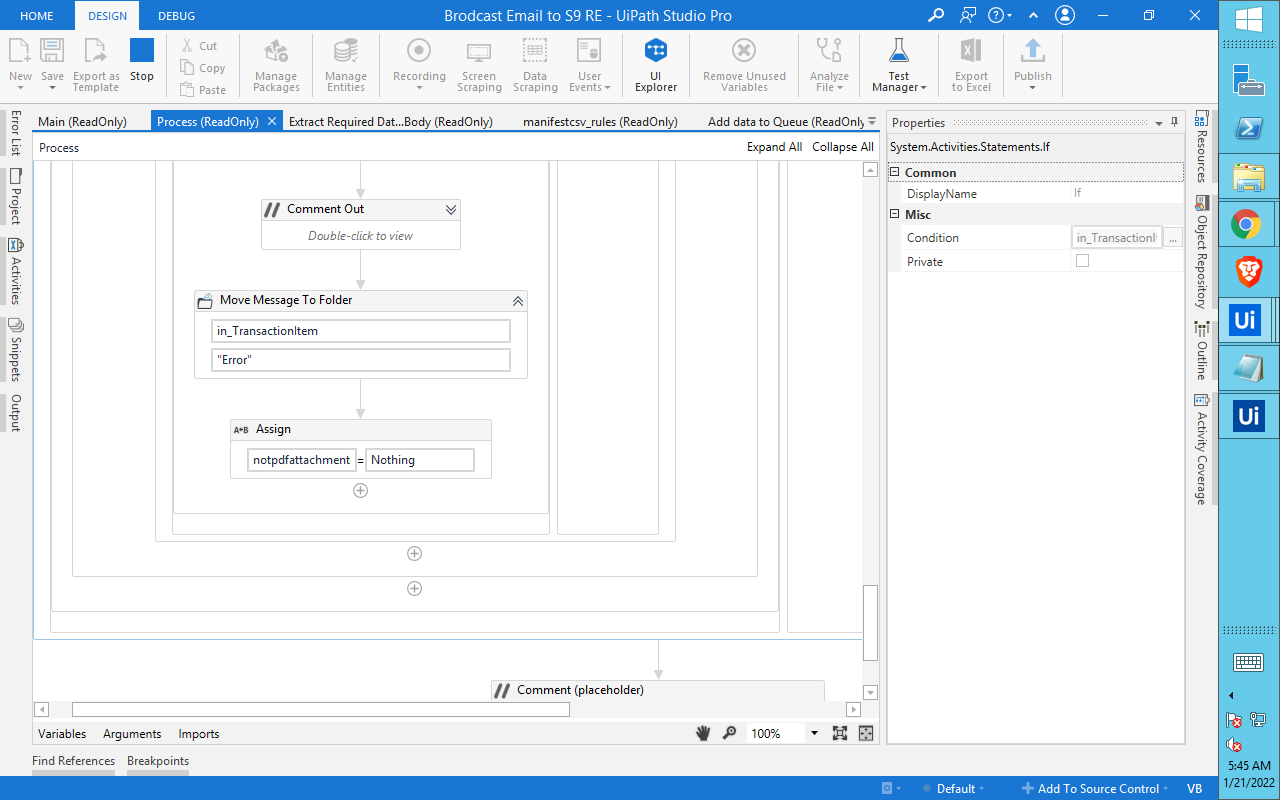 HOME DESIGN DEBUG Brodcast Email to S9 RE - UiPath Studio Pro
New Save Export as Template Stop Cut Copy Paste Manage Packages Manage Entities Recording Screen Scraping Data Scraping User Events UI Explorer Remove Unused Variables Analyze File Test Manager Export to Excel Publish
Main (ReadOnly) Process (ReadOnly) Extract Required Dat...Body (ReadOnly) manifestcsv_rules (ReadOnly) Add data to Queue (ReadOnly
Process Expand All Collapse All
Error List
Project
Activities
Snippets
Output
Comment Out
Double-click to view
Move Message To Folder
in_TransactionItem
"Error"
A+B Assign
notpdfattachment = Nothing
Comment (placeholder)
Variables Arguments Imports 100%
Find References Breakpoints
Properties
System.Activities.Statements.If
Common
DisplayName If
Misc
Condition in_TransactionI ...
Private
Resources
Object Repository
Outline
Activity Coverage
Default Add To Source Control VB
Ui
Ui
5:45 AM
1/21/2022